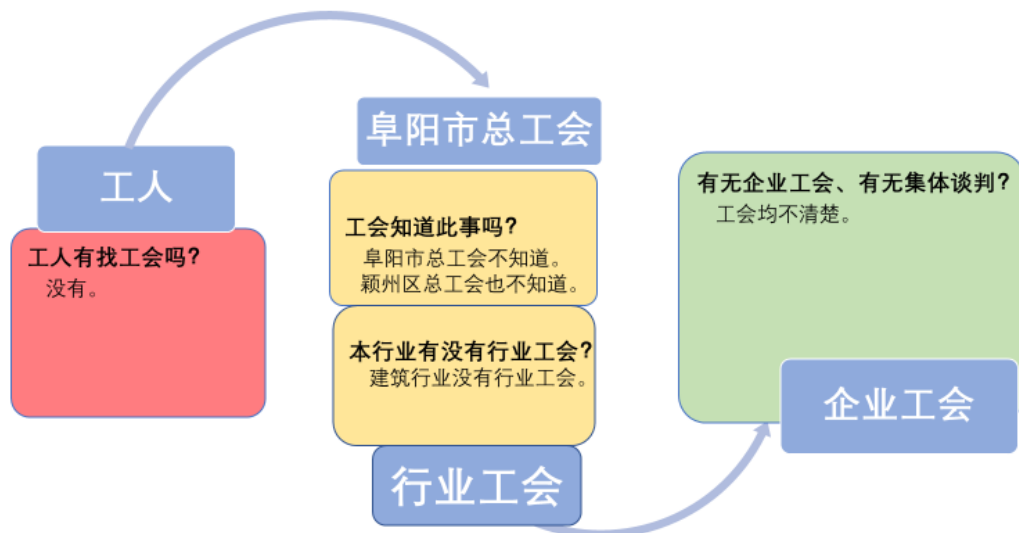 工人
工人有找工会吗?
没有。
阜阳市总工会
工会知道此事吗?
阜阳市总工会不知道。
颖州区总工会也不知道。
本行业有没有行业工会?
建筑行业没有行业工会。
行业工会
有无企业工会、有无集体谈判?
工会均不清楚。
企业工会